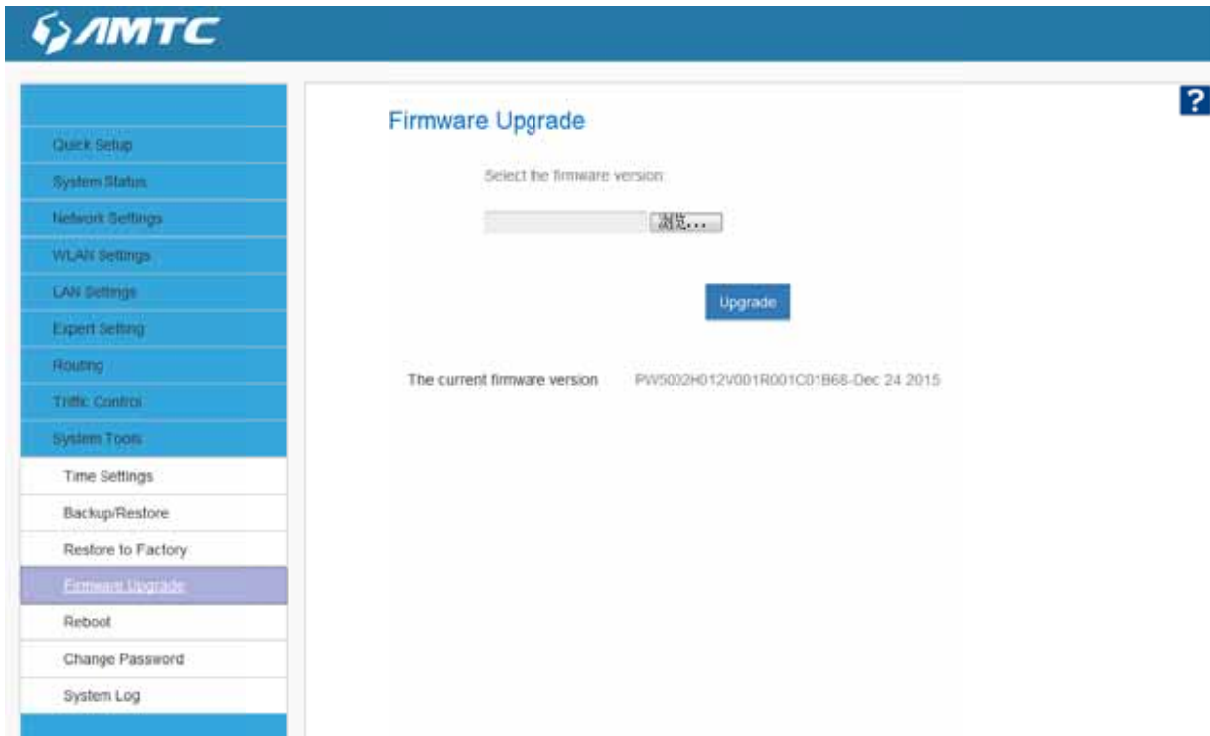 AMTC
?
Firmware Upgrade
Quick Setup
Select he firmware version:
System Status
Network Settings
浏览...
WLAN Settings
LAN Settings
Upgrade
Expert Setting
Routing
The current firmware version PW5002H012V001R001C01B68-Dec 24 2015
Triffic Control
System Tools
Time Settings
Backup/Restore
Restore to Factory
Firmware Upgrade
Reboot
Change Password
System Log